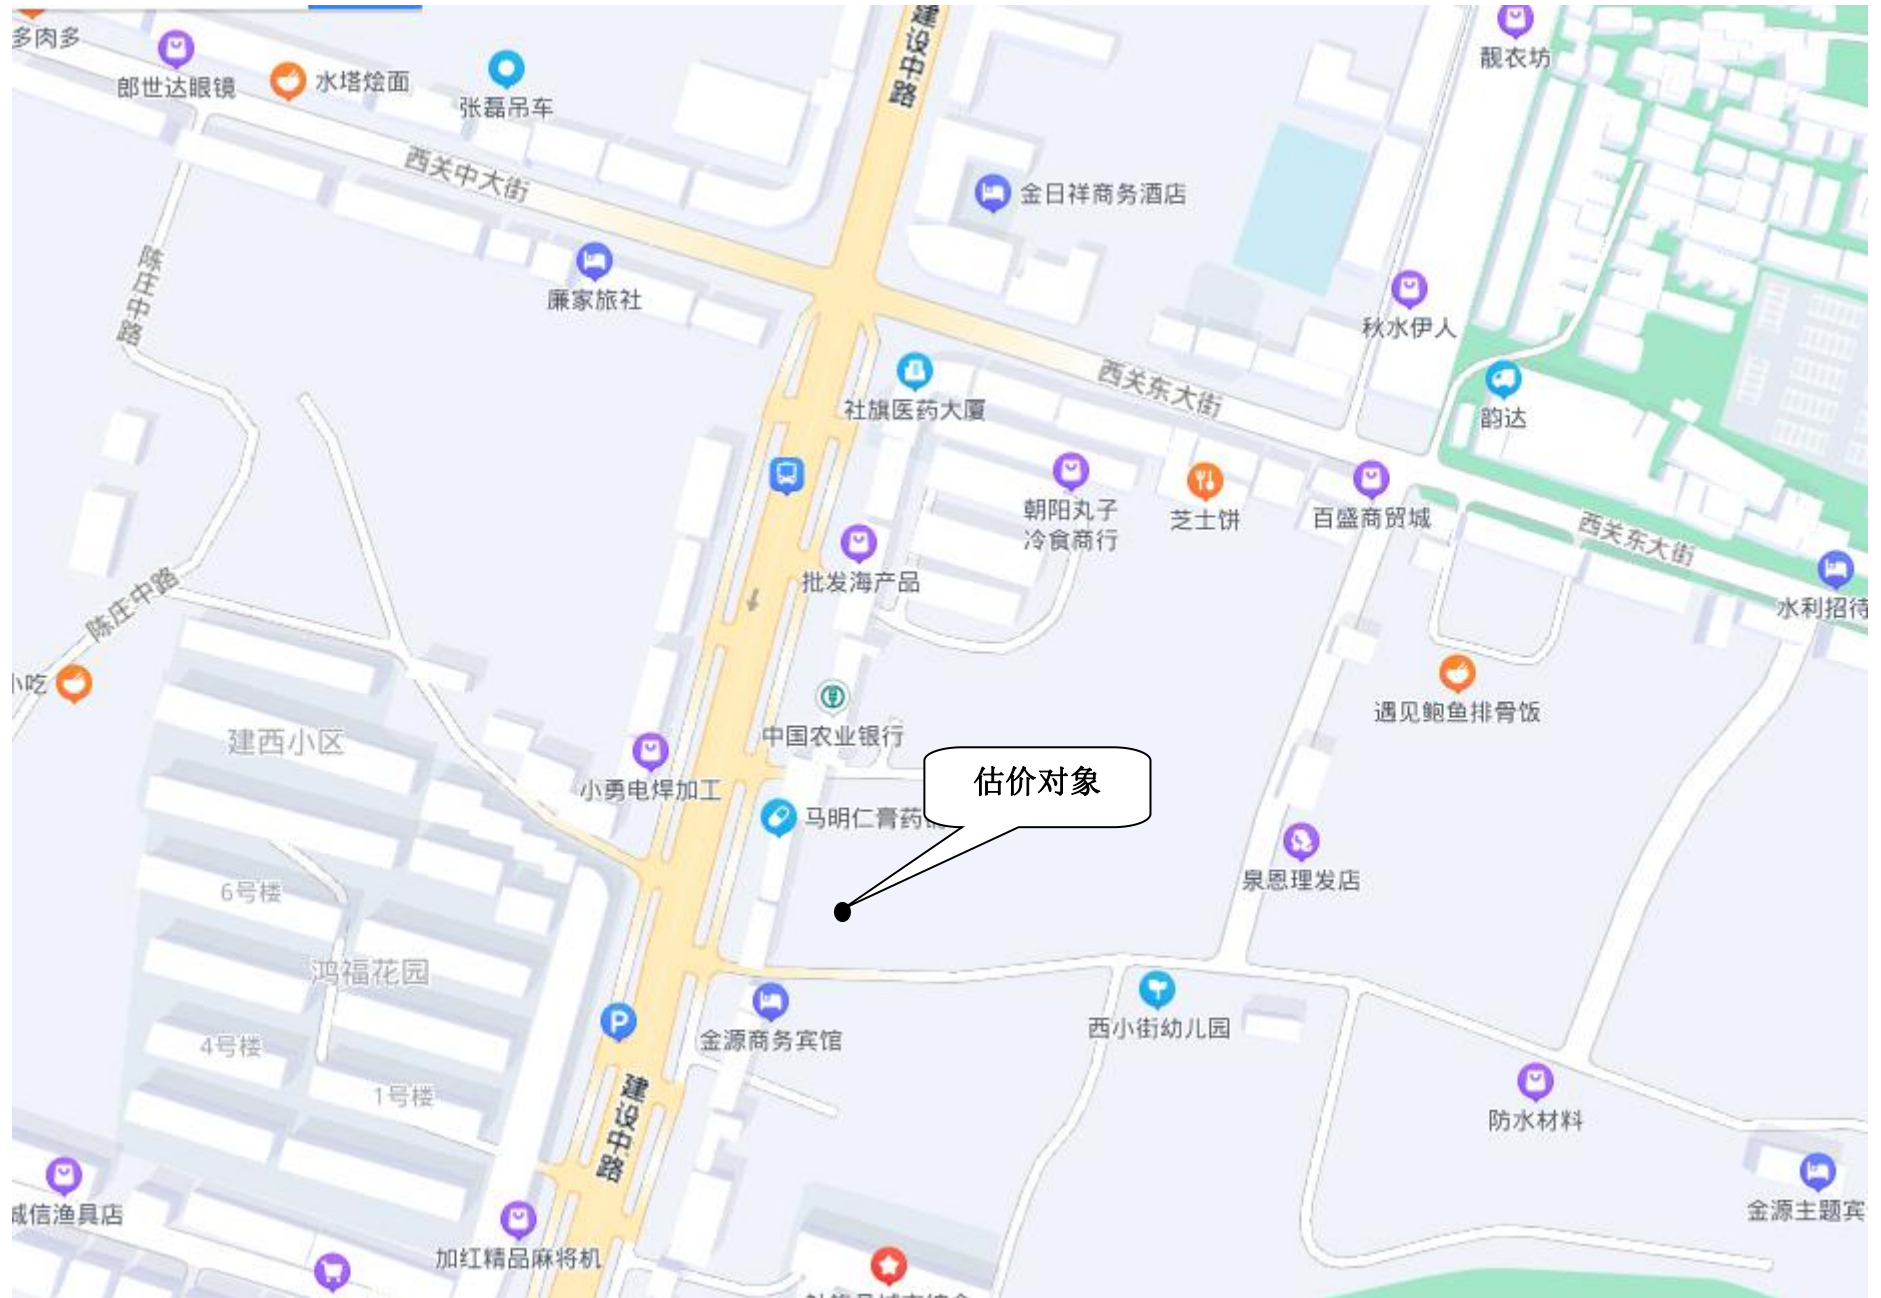 多肉多
郎世达眼镜
水塔烩面
张磊吊车
建设中路
靓衣坊
西关中大街
金日祥商务酒店
陈庄中路
廉家旅社
秋水伊人
社旗医药大厦
西关东大街
韵达
朝阳丸子
冷食商行
芝士饼
百盛商贸城
西关东大街
批发海产品
水利招待
陈庄中路
小吃
遇见鲍鱼排骨饭
建西小区
中国农业银行
小勇电焊加工
估价对象
马明仁膏药
泉恩理发店
6号楼
鸿福花园
P
金源商务宾馆
西小街幼儿园
4号楼
1号楼
建设中路
防水材料
诚信渔具店
加红精品麻将机
金源主题宾